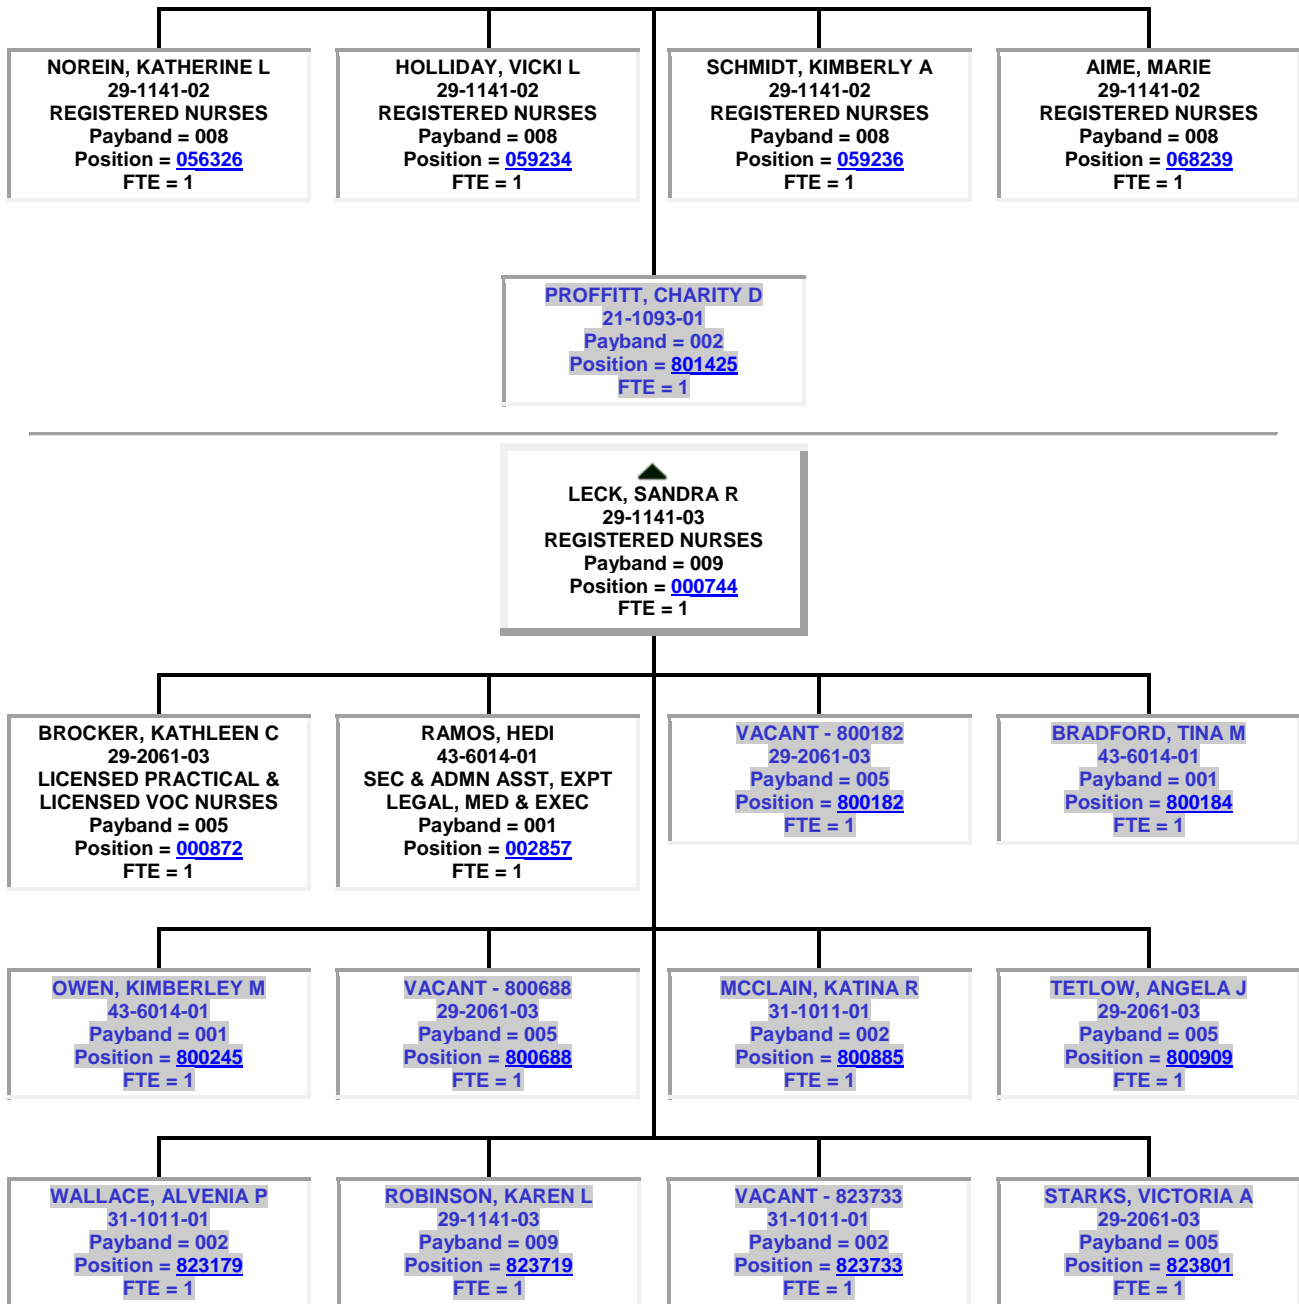 NOREIN, KATHERINE L
29-1141-02
REGISTERED NURSES
Payband = 008
Position = 056326
FTE = 1
HOLLIDAY, VICKI L
29-1141-02
REGISTERED NURSES
Payband = 008
Position = 059234
FTE = 1
SCHMIDT, KIMBERLY A
29-1141-02
REGISTERED NURSES
Payband = 008
Position = 059236
FTE = 1
AIME, MARIE
29-1141-02
REGISTERED NURSES
Payband = 008
Position = 068239
FTE = 1
PROFFITT, CHARITY D
21-1093-01
Payband = 002
Position = 801425
FTE = 1
LECK, SANDRA R
29-1141-03
REGISTERED NURSES
Payband = 009
Position = 000744
FTE = 1
BROCKER, KATHLEEN C
29-2061-03
LICENSED PRACTICAL &
LICENSED VOC NURSES
Payband = 005
Position = 000872
FTE = 1
RAMOS, HEDI
43-6014-01
SEC & ADMN ASST, EXPT
LEGAL, MED & EXEC
Payband = 001
Position = 002857
FTE = 1
VACANT - 800182
29-2061-03
Payband = 005
Position = 800182
FTE = 1
BRADFORD, TINA M
43-6014-01
Payband = 001
Position = 800184
FTE = 1
OWEN, KIMBERLEY M
43-6014-01
Payband = 001
Position = 800245
FTE = 1
VACANT - 800688
29-2061-03
Payband = 005
Position = 800688
FTE = 1
MCCLAIN, KATINA R
31-1011-01
Payband = 002
Position = 800885
FTE = 1
TETLOW, ANGELA J
29-2061-03
Payband = 005
Position = 800909
FTE = 1
WALLACE, ALVENIA P
31-1011-01
Payband = 002
Position = 823179
FTE = 1
ROBINSON, KAREN L
29-1141-03
Payband = 009
Position = 823719
FTE = 1
VACANT - 823733
31-1011-01
Payband = 002
Position = 823733
FTE = 1
STARKS, VICTORIA A
29-2061-03
Payband = 005
Position = 823801
FTE = 1